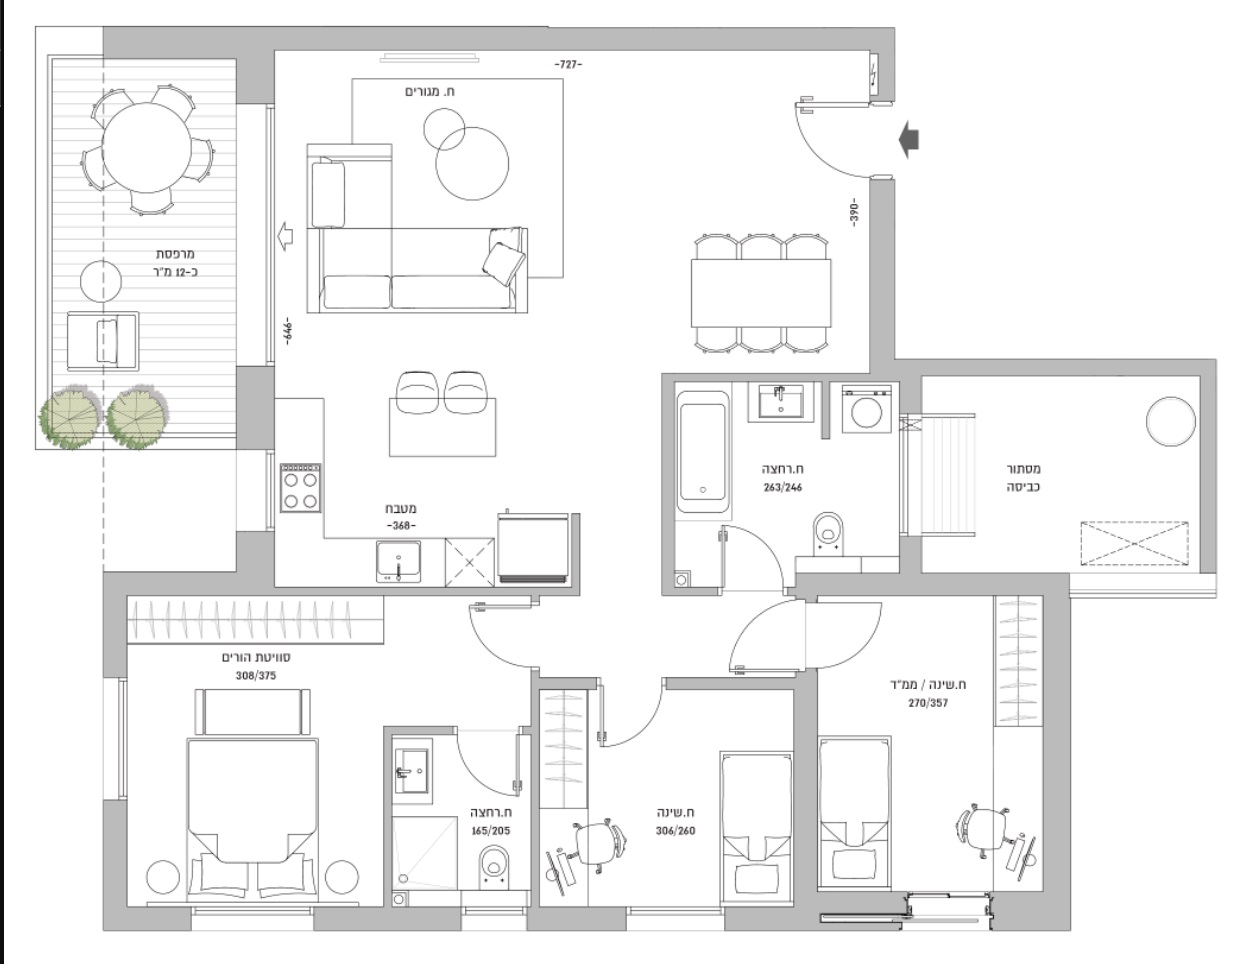 -727-
ח. מגורים
-390-
מרפסת
כ-12 מ"ר
-646-
ח.רחצה
263/246
מסתור
כביסה
מטבח
-368-
סוויטת הורים
308/375
ח.שינה / ממ"ד
270/357
ח.רחצה
165/205
ח.שינה
306/260